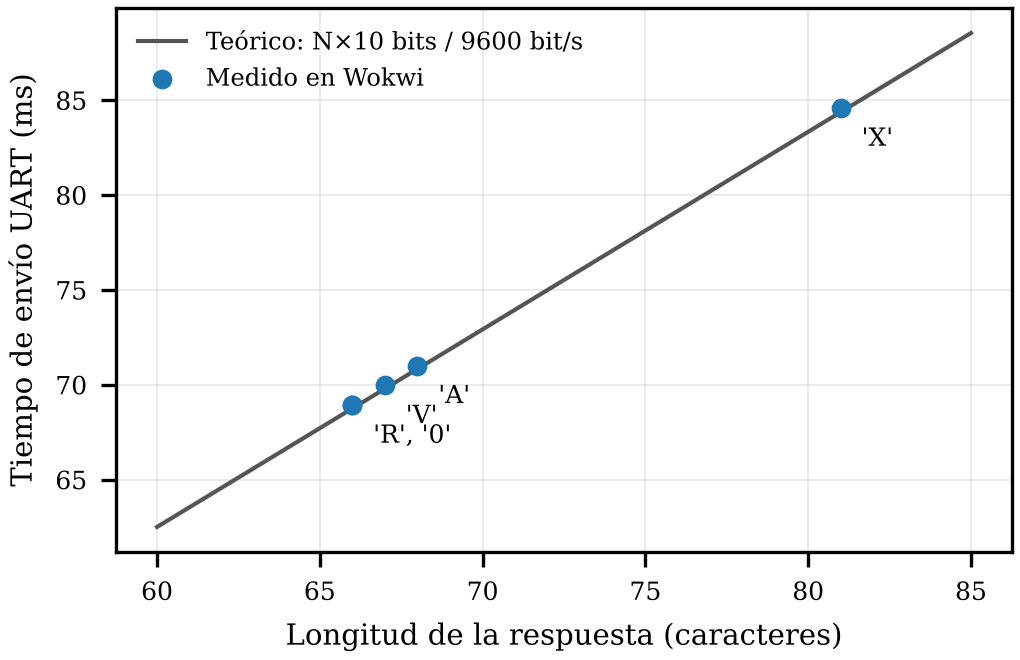 Teórico: N×10 bits / 9600 bit/s
Medido en Wokwi
Tiempo de envío UART (ms)
85
80
75
70
65
'X'
'A'
'V'
'R', '0'
60 65 70 75 80 85
Longitud de la respuesta (caracteres)